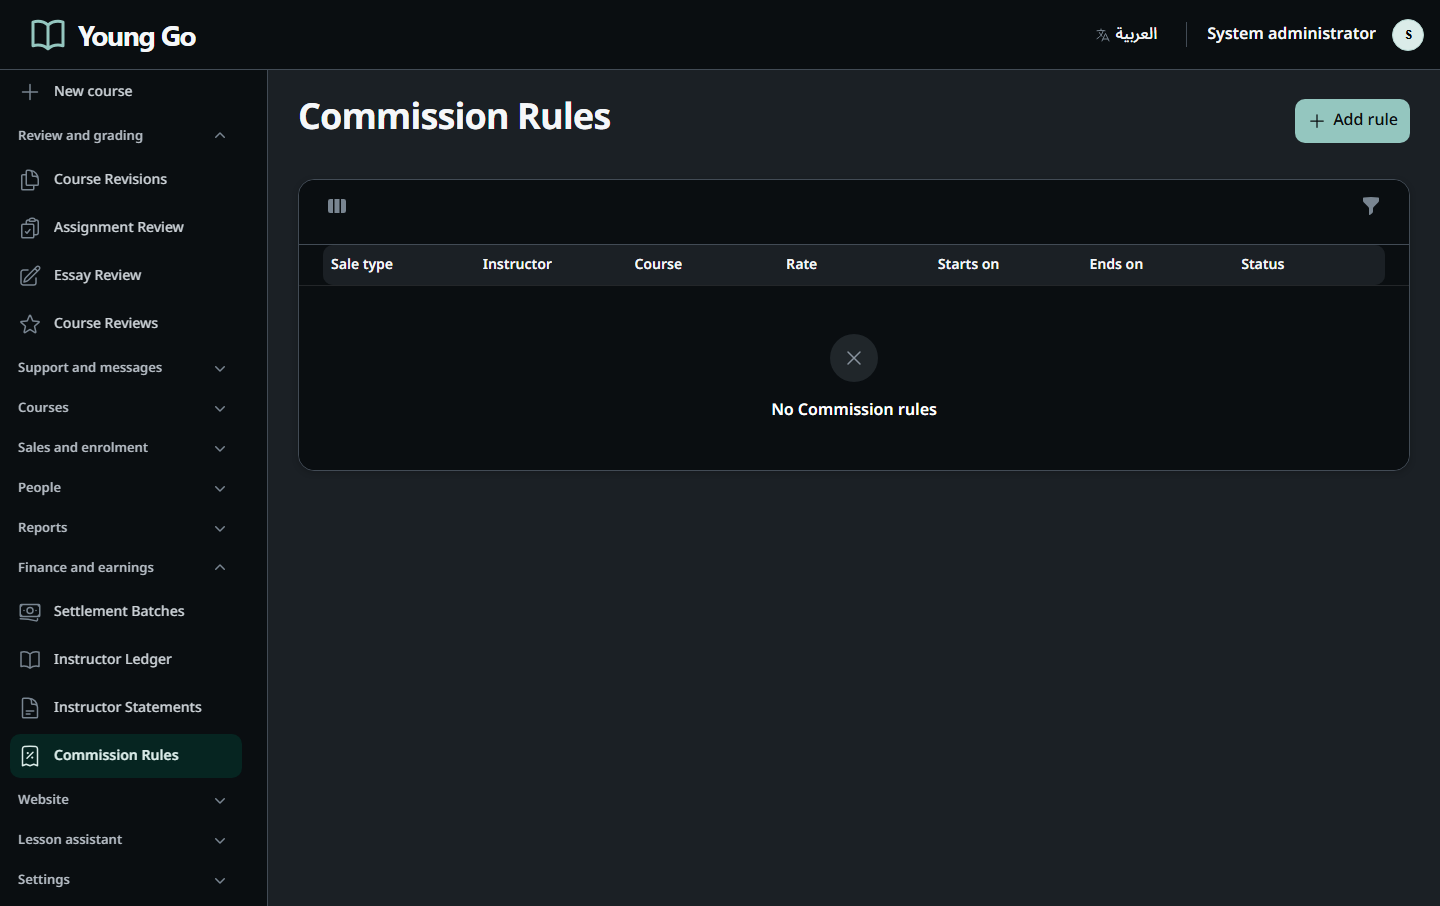 Young Go
العربية
System administrator
S
New course
Review and grading
Course Revisions
Assignment Review
Essay Review
Course Reviews
Support and messages
Courses
Sales and enrolment
People
Reports
Finance and earnings
Settlement Batches
Instructor Ledger
Instructor Statements
Commission Rules
Website
Lesson assistant
Settings
Commission Rules
Add rule
Sale type Instructor Course Rate Starts on Ends on Status
No Commission rules